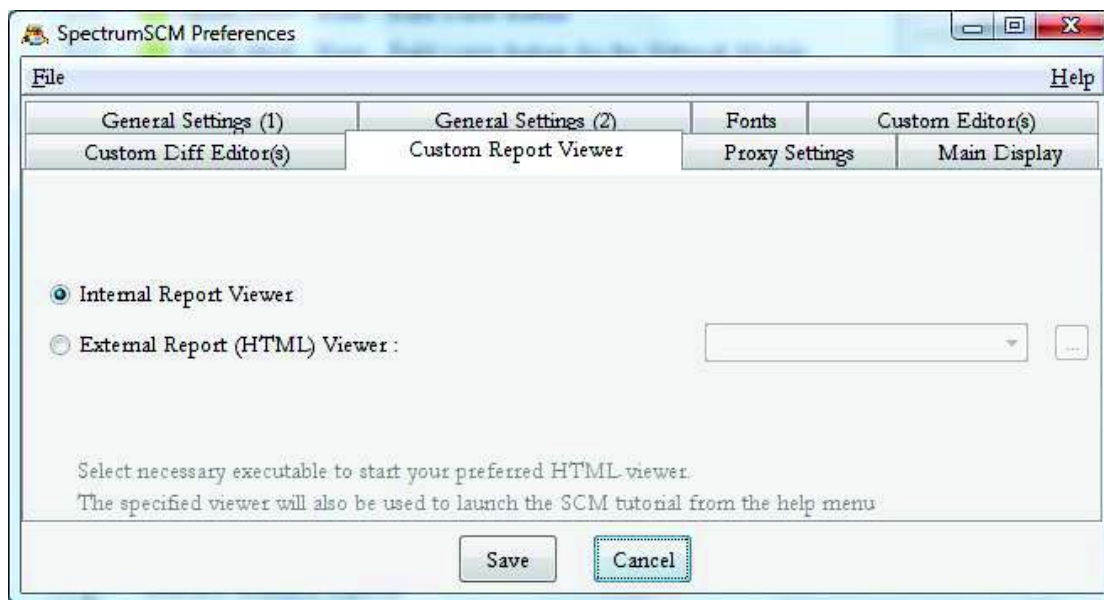 SpectrumSCM Preferences
File Help
General Settings (1) General Settings (2) Fonts Custom Editor(s)
Custom Diff Editor(s) Custom Report Viewer Proxy Settings Main Display
Internal Report Viewer
External Report (HTML) Viewer :
...
Select necessary executable to start your preferred HTML viewer.
The specified viewer will also be used to launch the SCM tutorial from the help menu
Save Cancel